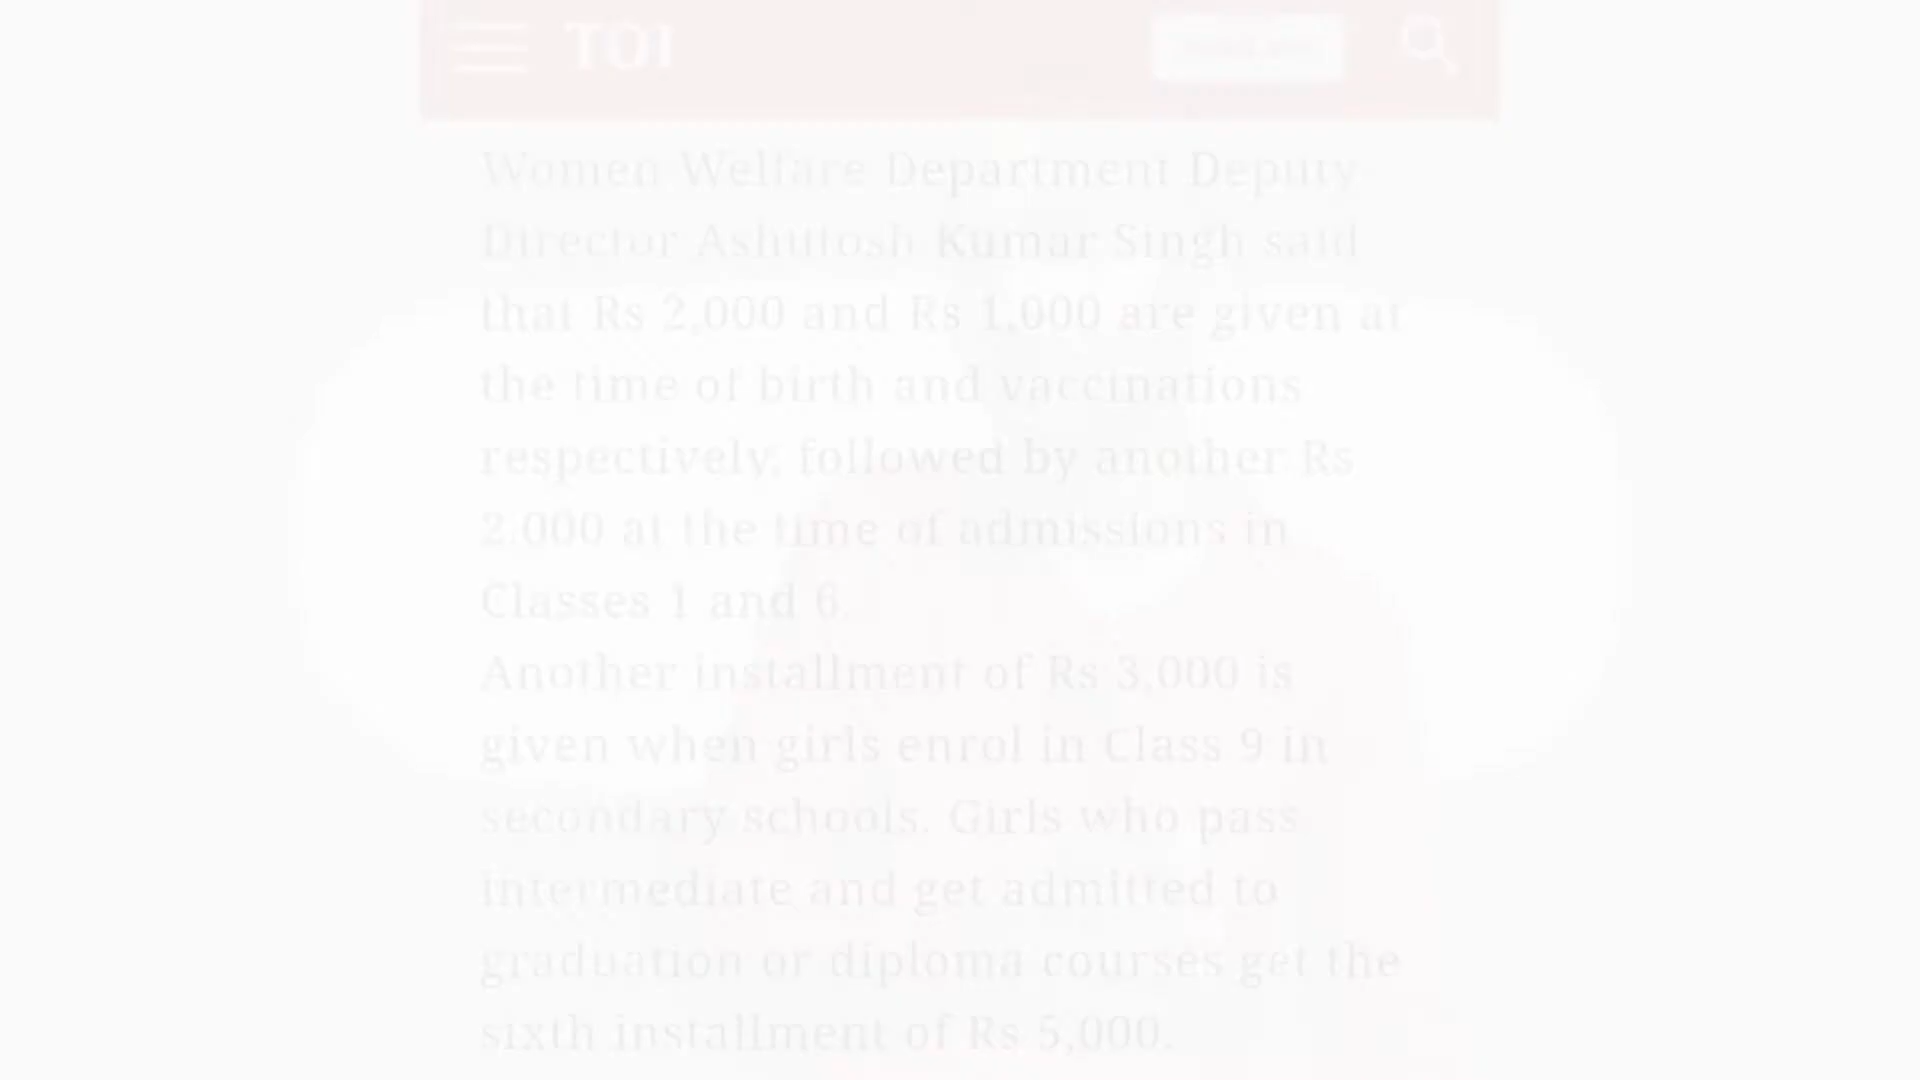 TOI
Women Welfare Department Deputy
Director Ashutosh Kumar Singh said
that Rs 2,000 and Rs 1,000 are given at
the time of birth and vaccinations
respectively, followed by another Rs
2,000 at the time of admissions in
Classes 1 and 6.
Another installment of Rs 3,000 is
given when girls enrol in Class 9 in
secondary schools. Girls who pass
intermediate and get admitted to
graduation or diploma courses get the
sixth installment of Rs 5,000.